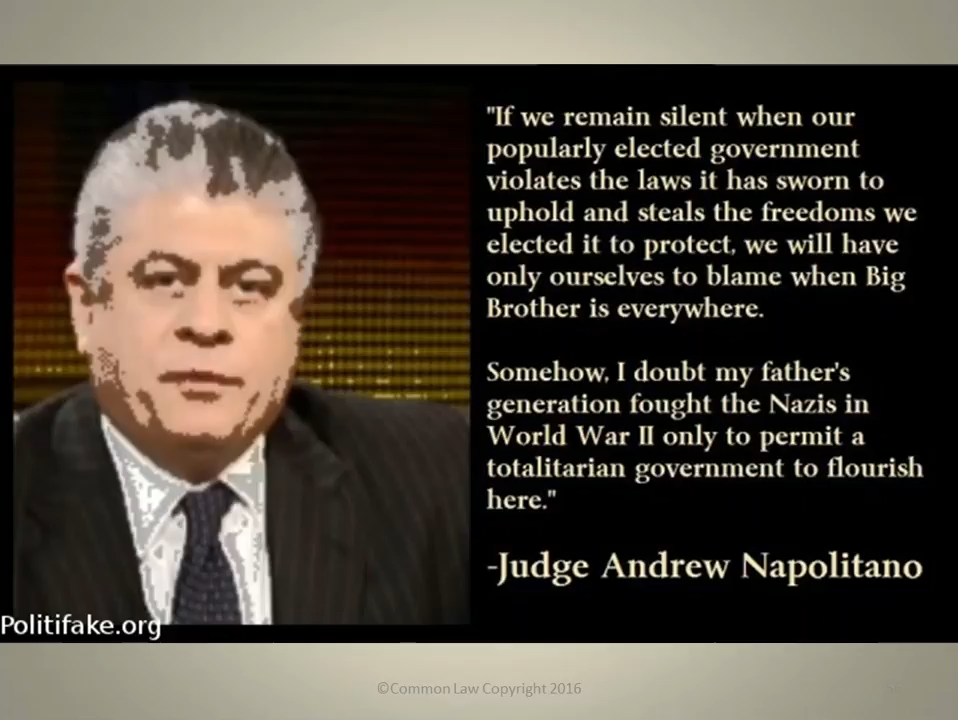 "If we remain silent when our
popularly elected government
violates the laws it has sworn to
uphold and steals the freedoms we
elected it to protect, we will have
only ourselves to blame when Big
Brother is everywhere.
Somehow, I doubt my father's
generation fought the Nazis in
World War II only to permit a
totalitarian government to flourish
here."
-Judge Andrew Napolitano
Politifake.org
©Common Law Copyright 2016